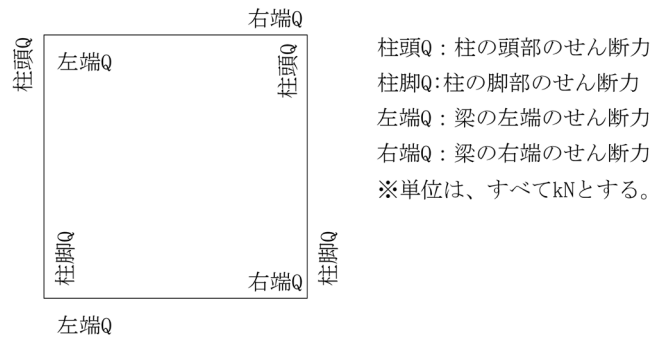 右端Q
柱頭Q
左端Q
柱頭Q
柱脚Q
右端Q
柱脚Q
左端Q
柱頭Q：柱の頭部のせん断力
柱脚Q:柱の脚部のせん断力
左端Q：梁の左端のせん断力
右端Q：梁の右端のせん断力
※単位は、すべてkNとする。